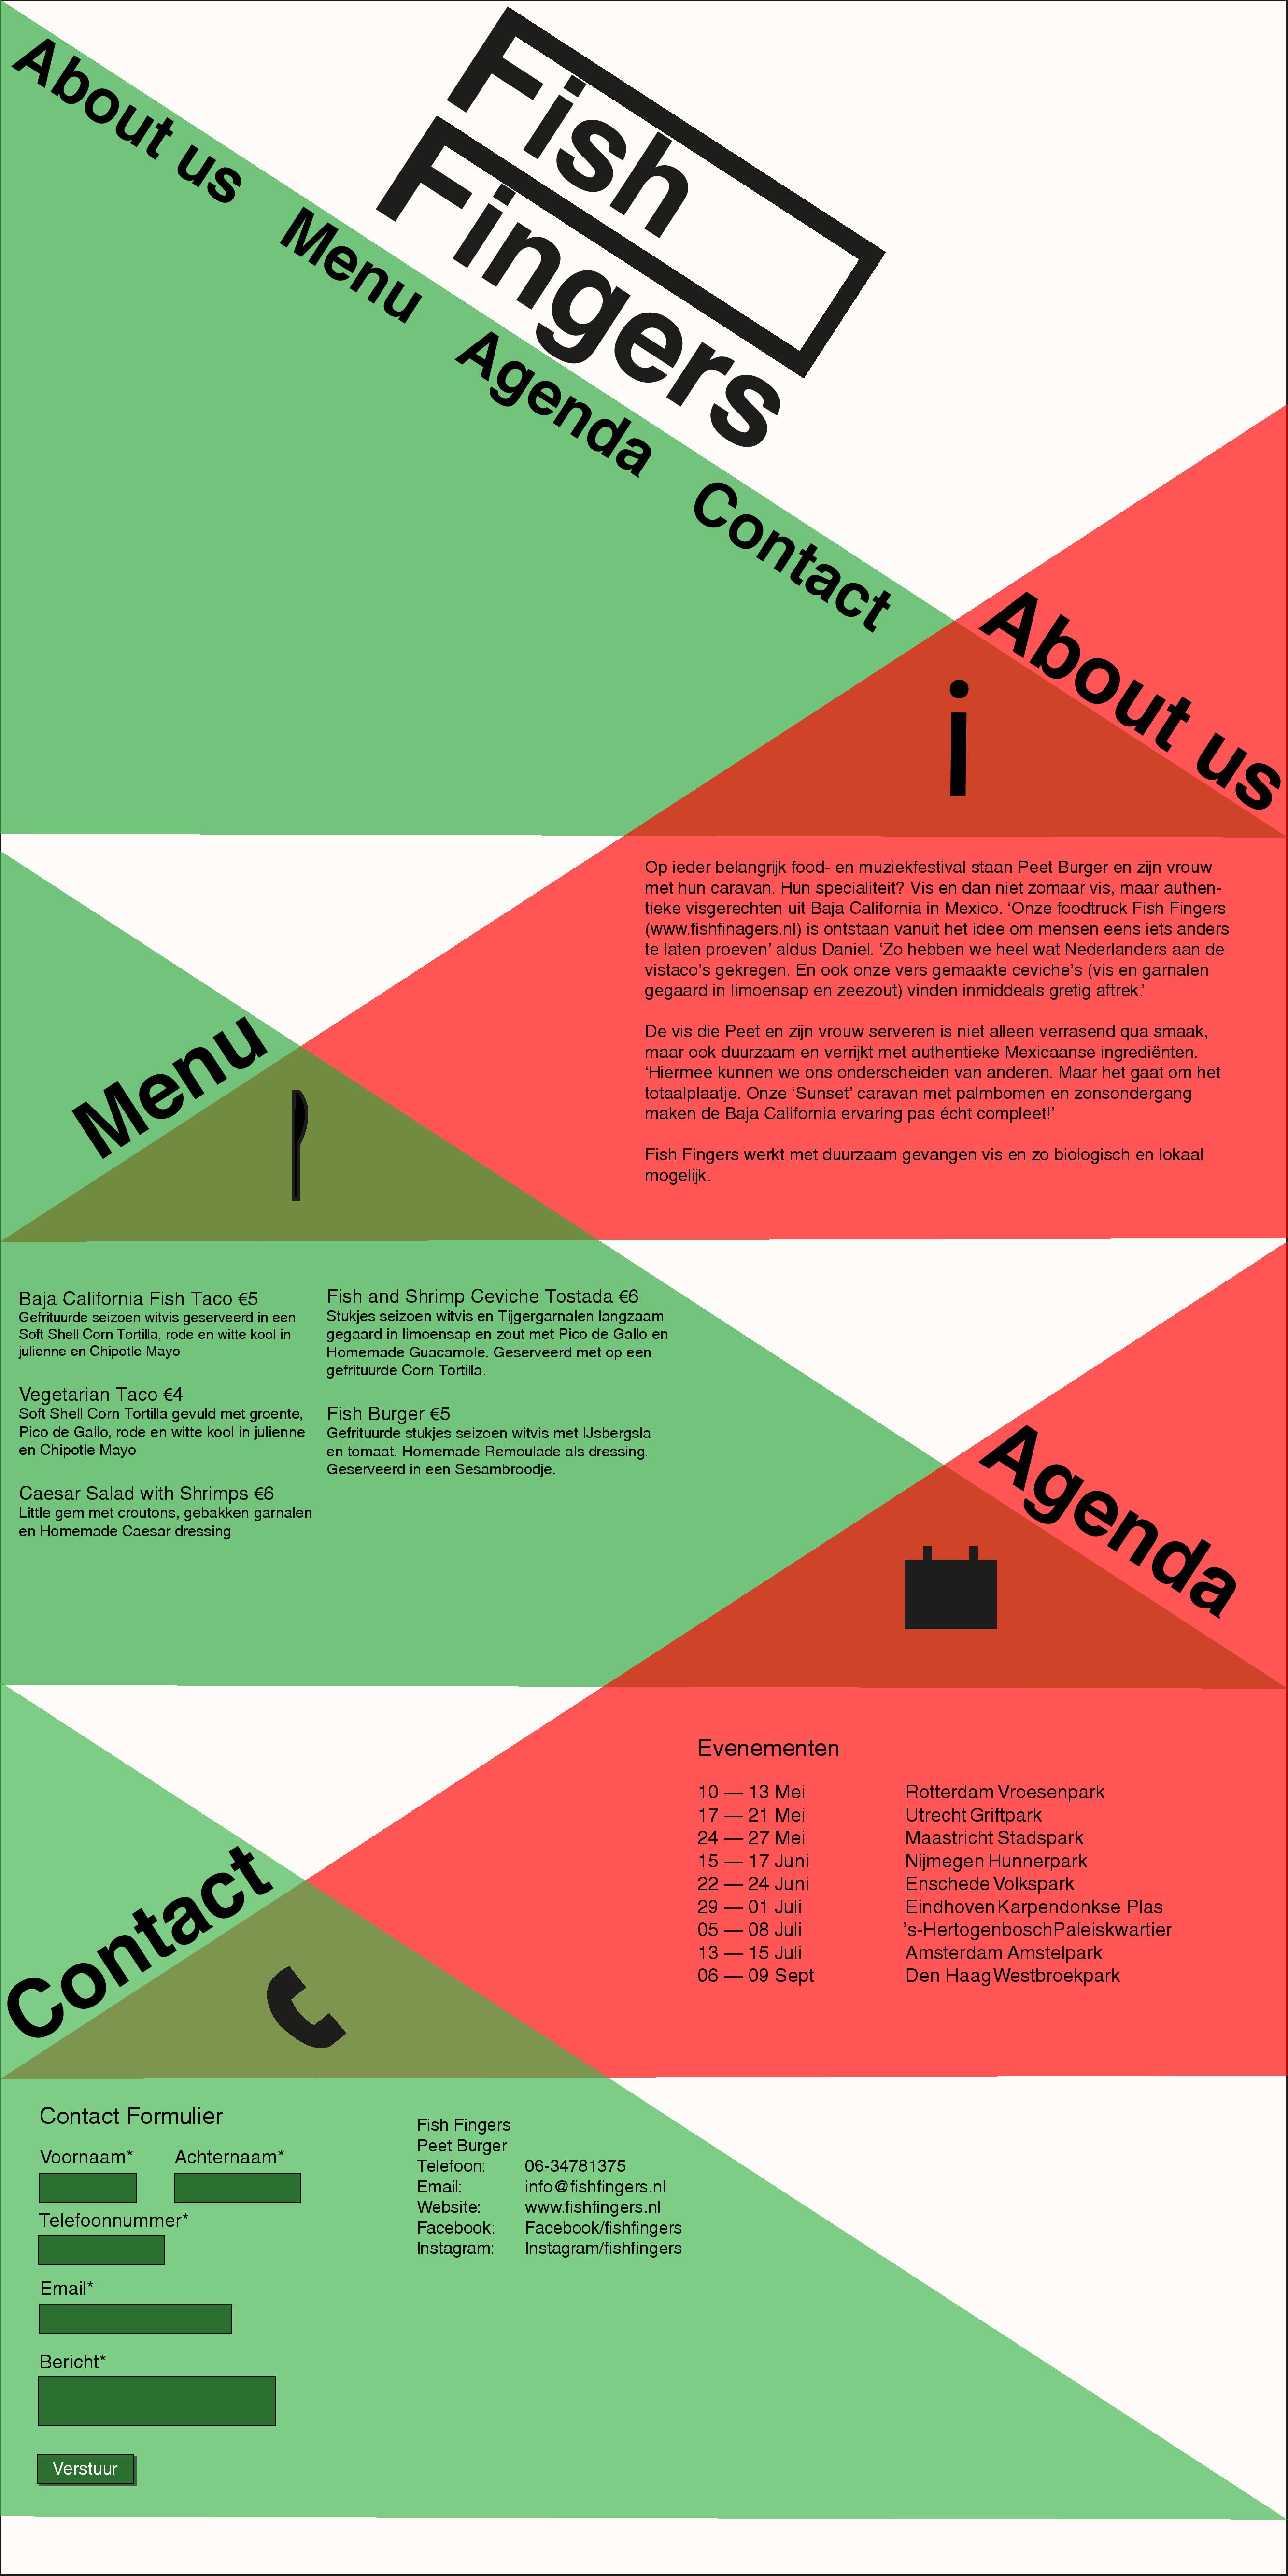 Fish
Fingers
About us
Menu
Agenda
Contact
About us
i
Op ieder belangrijk food- en muziekfestival staan Peet Burger en zijn vrouw
met hun caravan. Hun specialiteit? Vis en dan niet zomaar vis, maar authen-
tieke visgerechten uit Baja California in Mexico. ‘Onze foodtruck Fish Fingers
(www.fishfinagers.nl) is ontstaan vanuit het idee om mensen eens iets anders
te laten proeven’ aldus Daniel. ‘Zo hebben we heel wat Nederlanders aan de
vistaco’s gekregen. En ook onze vers gemaakte ceviche’s (vis en garnalen
gegaard in limoensap en zeezout) vinden inmiddeals gretig aftrek.’
De vis die Peet en zijn vrouw serveren is niet alleen verrasend qua smaak,
maar ook duurzaam en verrijkt met authentieke Mexicaanse ingrediënten.
‘Hiermee kunnen we ons onderscheiden van anderen. Maar het gaat om het
totaalplaatje. Onze ‘Sunset’ caravan met palmbomen en zonsondergang
maken de Baja California ervaring pas écht compleet!’
Fish Fingers werkt met duurzaam gevangen vis en zo biologisch en lokaal
mogelijk.
Menu
Baja California Fish Taco €5
Gefrituurde seizoen witvis geserveerd in een
Soft Shell Corn Tortilla, rode en witte kool in
julienne en Chipotle Mayo
Vegetarian Taco €4
Soft Shell Corn Tortilla gevuld met groente,
Pico de Gallo, rode en witte kool in julienne
en Chipotle Mayo
Caesar Salad with Shrimps €6
Little gem met croutons, gebakken garnalen
en Homemade Caesar dressing
Fish and Shrimp Ceviche Tostada €6
Stukjes seizoen witvis en Tijgergarnalen langzaam
gegaard in limoensap en zout met Pico de Gallo en
Homemade Guacamole. Geserveerd met op een
gefrituurde Corn Tortilla.
Fish Burger €5
Gefrituurde stukjes seizoen witvis met IJsbergsla
en tomaat. Homemade Remoulade als dressing.
Geserveerd in een Sesambroodje.
Agenda
Evenementen
10 — 13 Mei Rotterdam Vroesenpark
17 — 21 Mei Utrecht Griftpark
24 — 27 Mei Maastricht Stadspark
15 — 17 Juni Nijmegen Hunnerpark
22 — 24 Juni Enschede Volkspark
29 — 01 Juli Eindhoven Karpendonkse Plas
05 — 08 Juli ’s-Hertogenbosch Paleiskwartier
13 — 15 Juli Amsterdam Amstelpark
06 — 09 Sept Den Haag Westbroekpark
Contact
Contact Formulier
Voornaam* Achternaam*
Telefoonnummer*
Email*
Bericht*
Verstuur
Fish Fingers
Peet Burger
Telefoon: 06-34781375
Email: info@fishfingers.nl
Website: www.fishfingers.nl
Facebook: Facebook/fishfingers
Instagram: Instagram/fishfingers